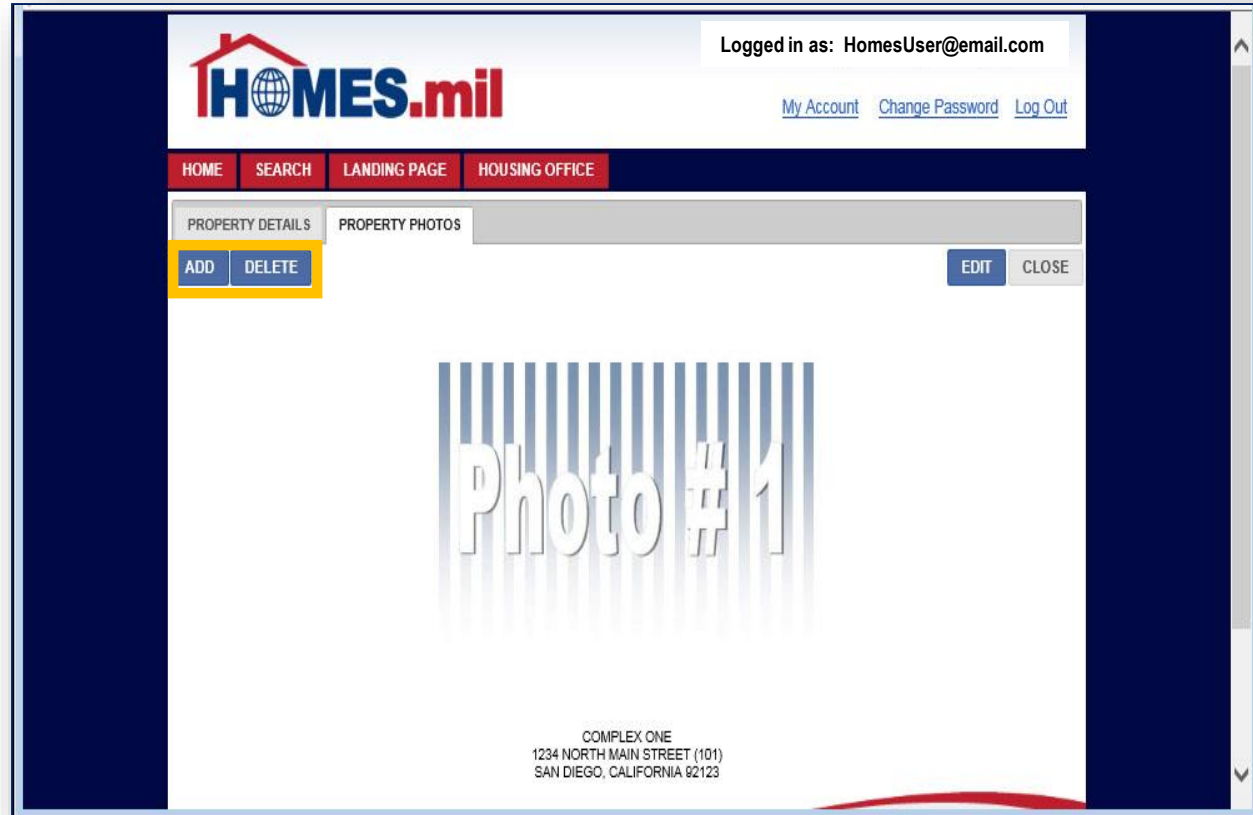 Logged in as: HomesUser@email.com
HOMES.mil
My Account Change Password Log Out
HOME SEARCH LANDING PAGE HOUSING OFFICE
PROPERTY DETAILS PROPERTY PHOTOS
ADD DELETE EDIT CLOSE
Photo # 1
COMPLEX ONE
1234 NORTH MAIN STREET (101)
SAN DIEGO, CALIFORNIA 92123